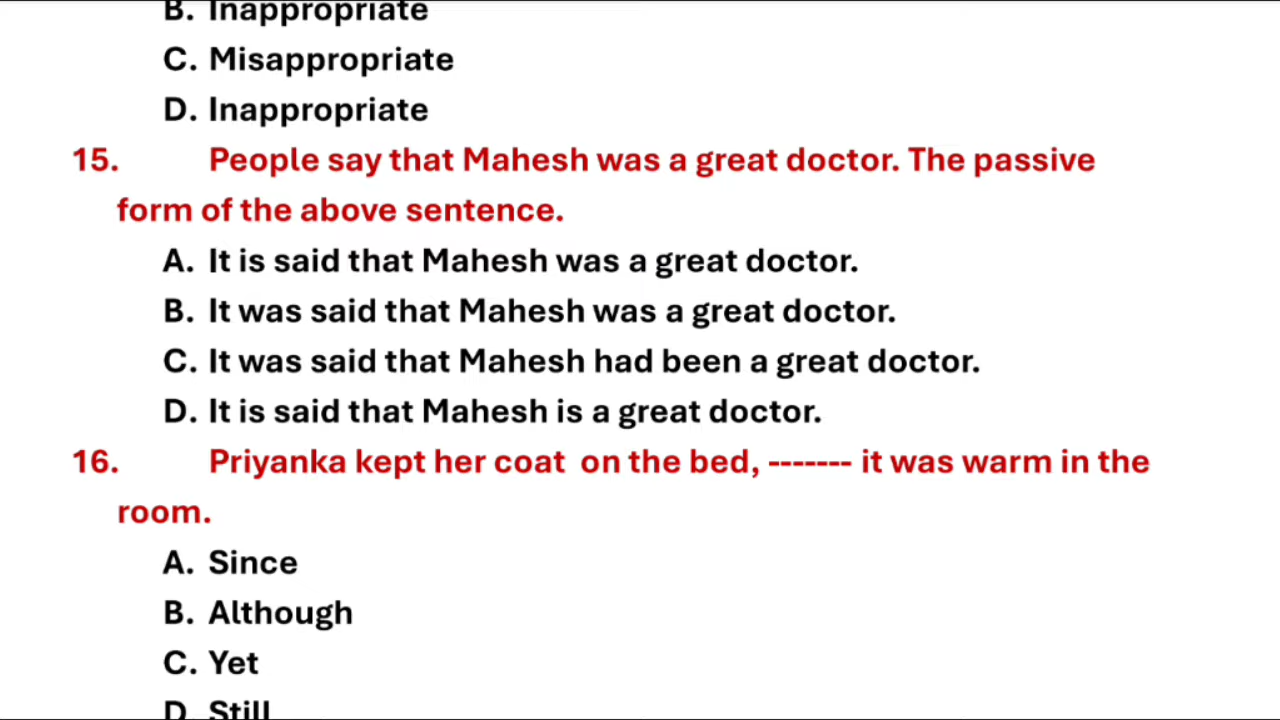 B. Inappropriate
C. Misappropriate
D. Inappropriate
15. People say that Mahesh was a great doctor. The passive
form of the above sentence.
A. It is said that Mahesh was a great doctor.
B. It was said that Mahesh was a great doctor.
C. It was said that Mahesh had been a great doctor.
D. It is said that Mahesh is a great doctor.
16. Priyanka kept her coat on the bed, ------- it was warm in the
room.
A. Since
B. Although
C. Yet
D. Still